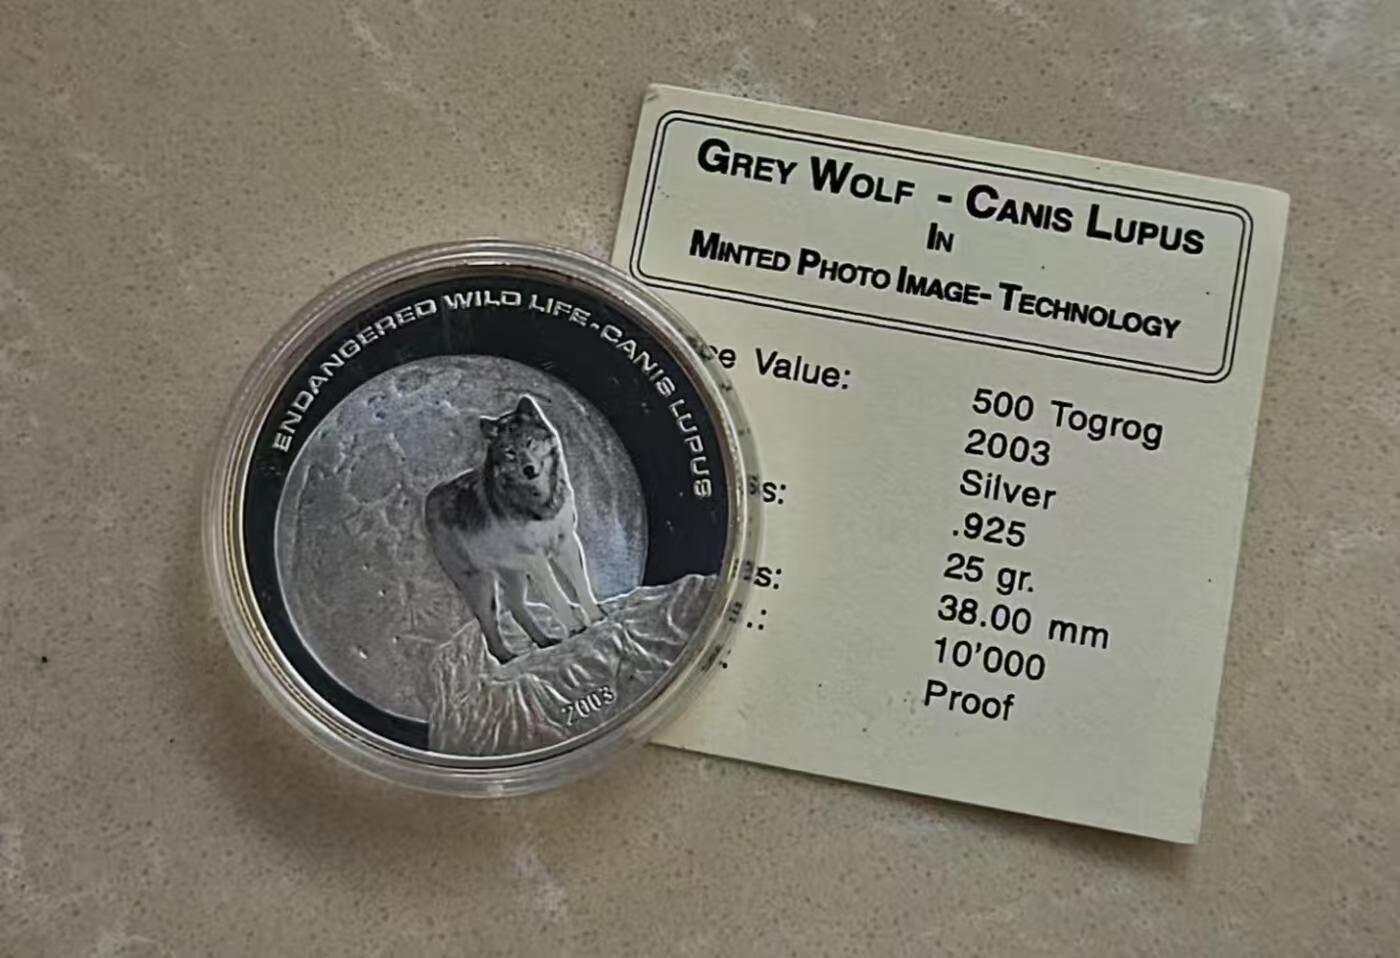 ENDANGERED WILD LIFE-CANIS LUPUS
2003
GREY WOLF - CANIS LUPUS
IN
MINTED PHOTO IMAGE- TECHNOLOGY
Value: 500 Togrog
2003
Silver
.925
25 gr.
38.00 mm
10'000
Proof